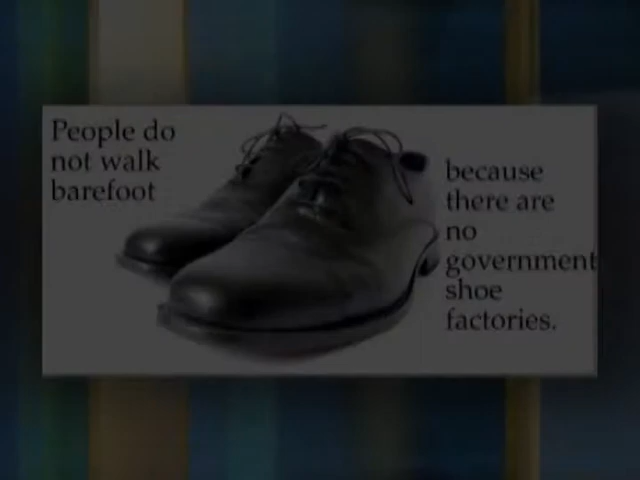 People do
not walk
barefoot
because
there are
no
government
shoe
factories.